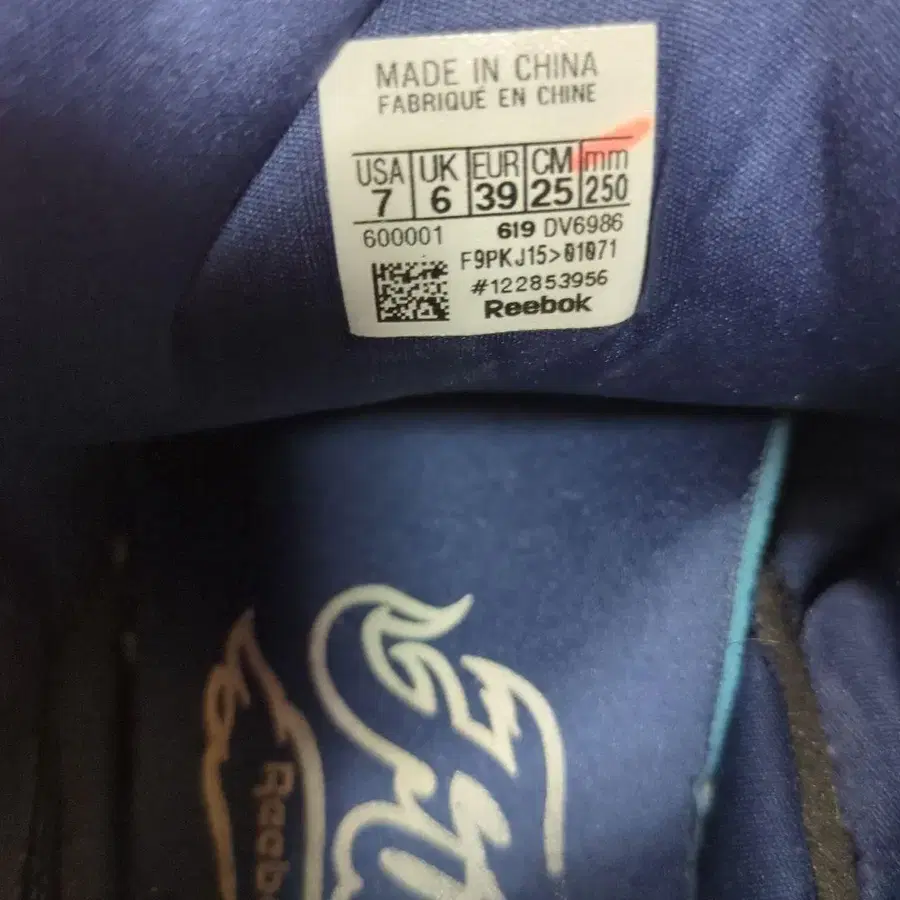 MADE IN CHINA
FABRIQUÉ EN CHINE
USA UK EUR CM mm
7 6 39 25 250
600001 619 DV6986
F9PKJ15>01071
#122853956
Reebok